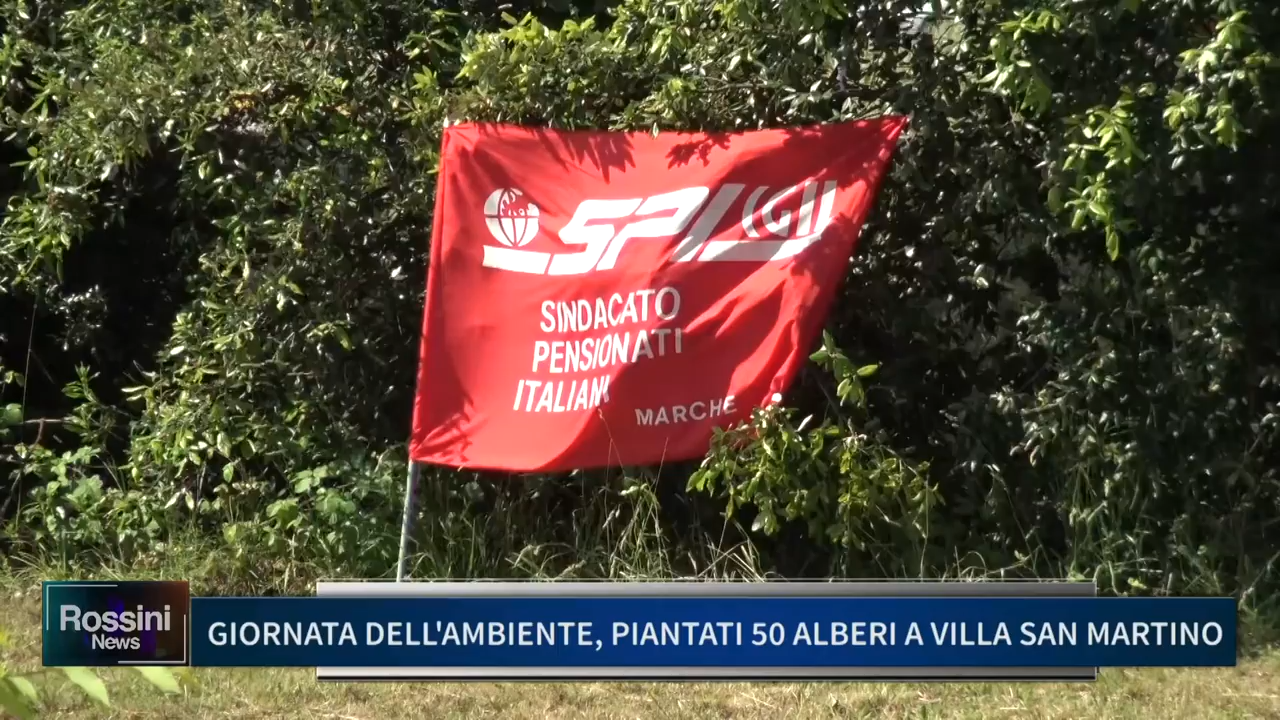 SPI CGIL
SINDACATO
PENSIONATI
ITALIANI
MARCHE
Rossini
News
GIORNATA DELL'AMBIENTE, PIANTATI 50 ALBERI A VILLA SAN MARTINO